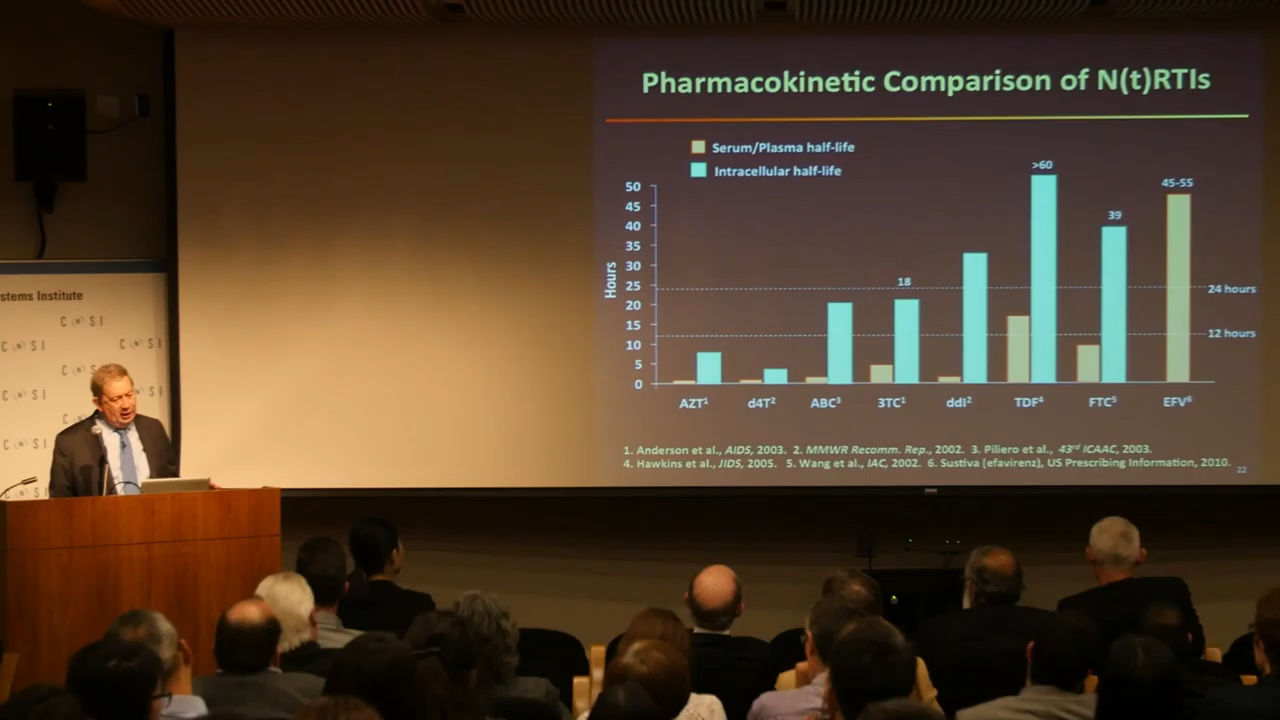 Pharmacokinetic Comparison of N(t)RTIs
Serum/Plasma half-life
Intracellular half-life
Hours
50
45
40
35
30
25
20
15
10
5
0
18
>60
39
45-55
24 hours
12 hours
AZT¹ d4T² ABC³ 3TC¹ ddI² TDF⁴ FTC⁵ EFV⁶
1. Anderson et al., AIDS, 2003. 2. MMWR Recomm. Rep., 2002. 3. Piliero et al., 43rd ICAAC, 2003.
4. Hawkins et al., JIDS, 2005. 5. Wang et al., IAC, 2002. 6. Sustiva (efavirenz), US Prescribing Information, 2010.
22
stems Institute
C N S I
C N S I
C N S I
C N S I
C N S I
C N S I